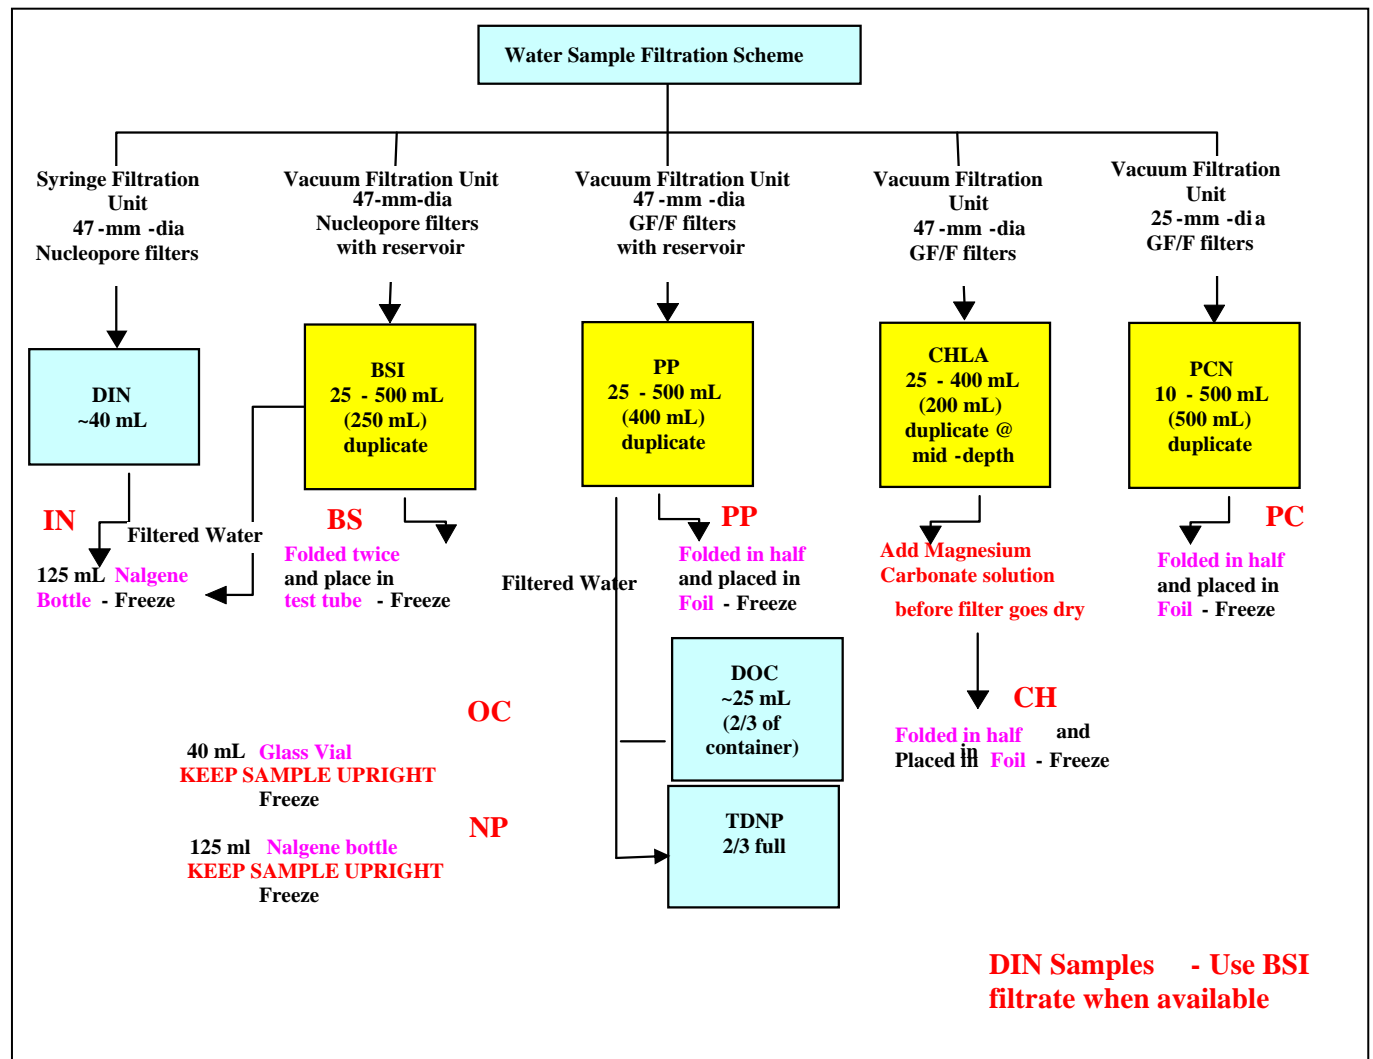 Water Sample Filtration Scheme
Syringe Filtration
Unit
47 -mm -dia
Nucleopore filters
Vacuum Filtration Unit
47-mm-dia
Nucleopore filters
with reservoir
Vacuum Filtration Unit
47 -mm -dia
GF/F filters
with reservoir
Vacuum Filtration
Unit
47 -mm -dia
GF/F filters
Vacuum Filtration
Unit
25 -mm -dia
GF/F filters
DIN
~40 mL
BSI
25 - 500 mL
(250 mL)
duplicate
PP
25 - 500 mL
(400 mL)
duplicate
CHLA
25 - 400 mL
(200 mL)
duplicate @
mid -depth
PCN
10 - 500 mL
(500 mL)
duplicate
IN
Filtered Water
125 mL Nalgene
Bottle - Freeze
BS
Folded twice
and place in
test tube - Freeze
Filtered Water
PP
Folded in half
and placed in
Foil - Freeze
Add Magnesium
Carbonate solution
before filter goes dry
PC
Folded in half
and placed in
Foil - Freeze
CH
Folded in half and
Placed in in Foil - Freeze
DOC
~25 mL
(2/3 of
container)
OC
40 mL Glass Vial
KEEP SAMPLE UPRIGHT
Freeze
TDNP
2/3 full
NP
125 ml Nalgene bottle
KEEP SAMPLE UPRIGHT
Freeze
DIN Samples - Use BSI
filtrate when available